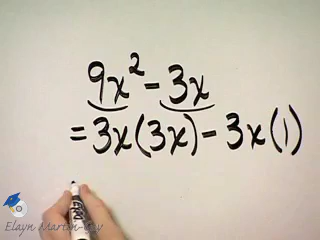 9x² - 3x
= 3x(3x) - 3x(1)
Elayn Martin-Gay